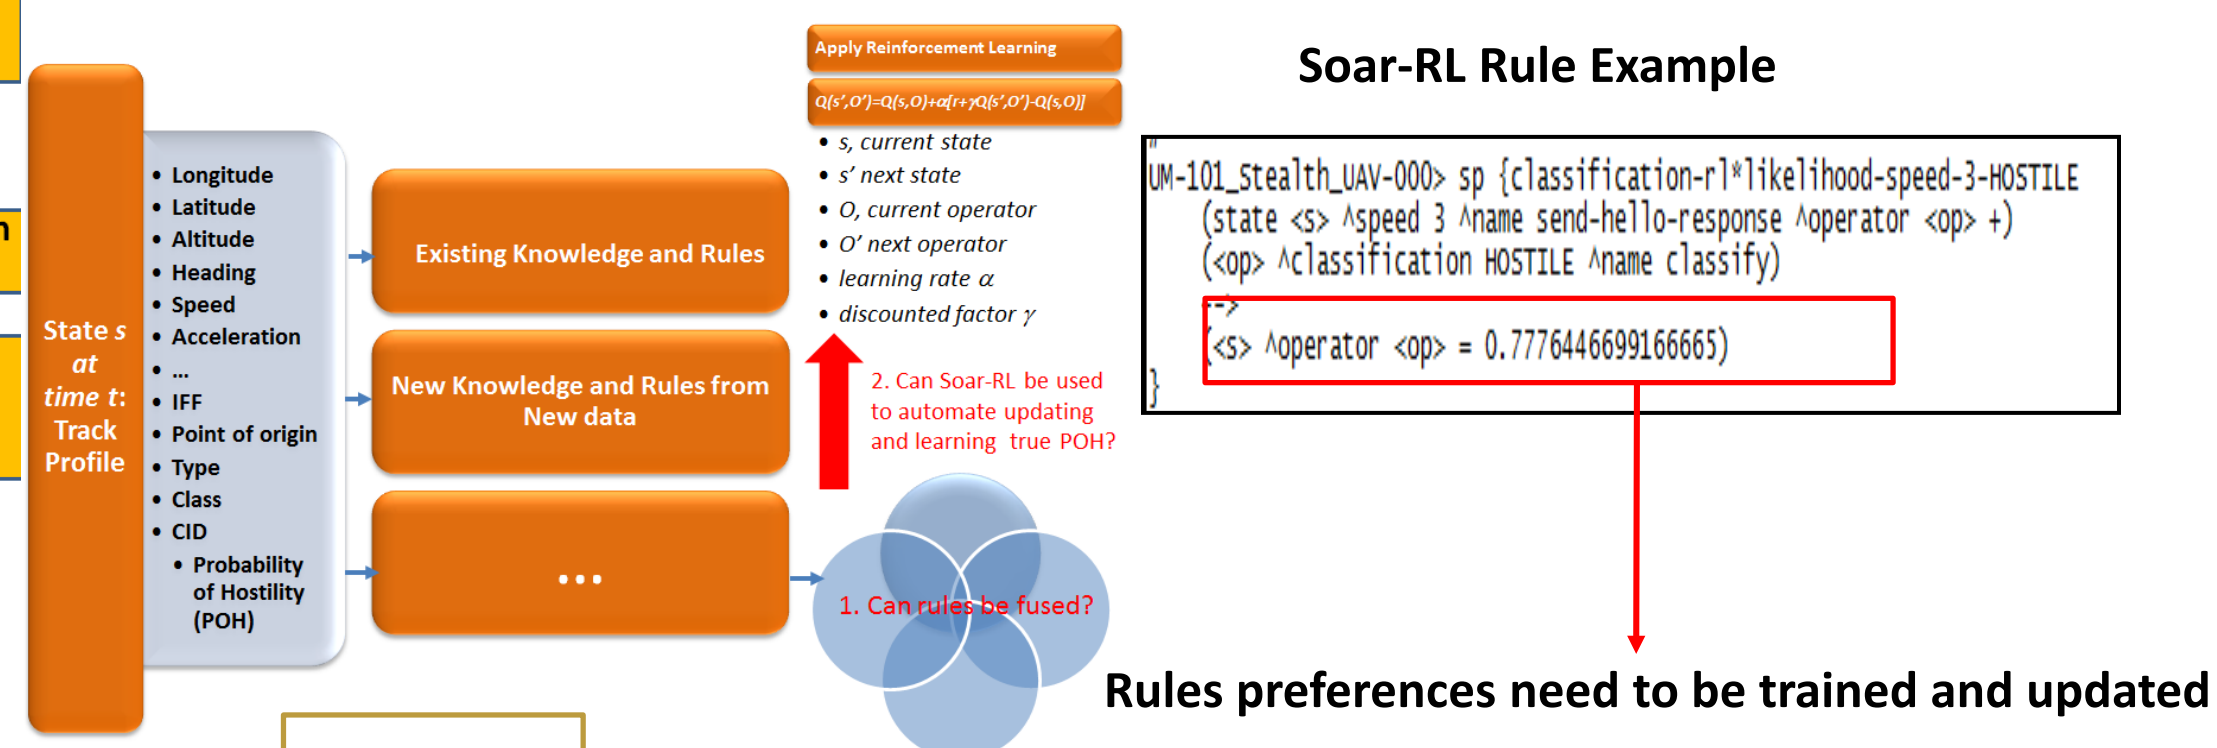 n
State s
at
time t:
Track
Profile
• Longitude
• Latitude
• Altitude
• Heading
• Speed
• Acceleration
• ...
• IFF
• Point of origin
• Type
• Class
• CID
• Probability
of Hostility
(POH)
Existing Knowledge and Rules
New Knowledge and Rules from
New data
...
Apply Reinforcement Learning
Q(s',O')=Q(s,O)+α[r+γQ(s',O')-Q(s,O)]
• s, current state
• s' next state
• O, current operator
• O' next operator
• learning rate α
• discounted factor γ
2. Can Soar-RL be used
to automate updating
and learning true POH?
1. Can rules be fused?
Soar-RL Rule Example
"
UM-101_Stealth_UAV-000> sp {classification-rl*likelihood-speed-3-HOSTILE
(state <s> ^speed 3 ^name send-hello-response ^operator <op> +)
(<op> ^classification HOSTILE ^name classify)
-->
(<s> ^operator <op> = 0.7776446699166665)
}
Rules preferences need to be trained and updated